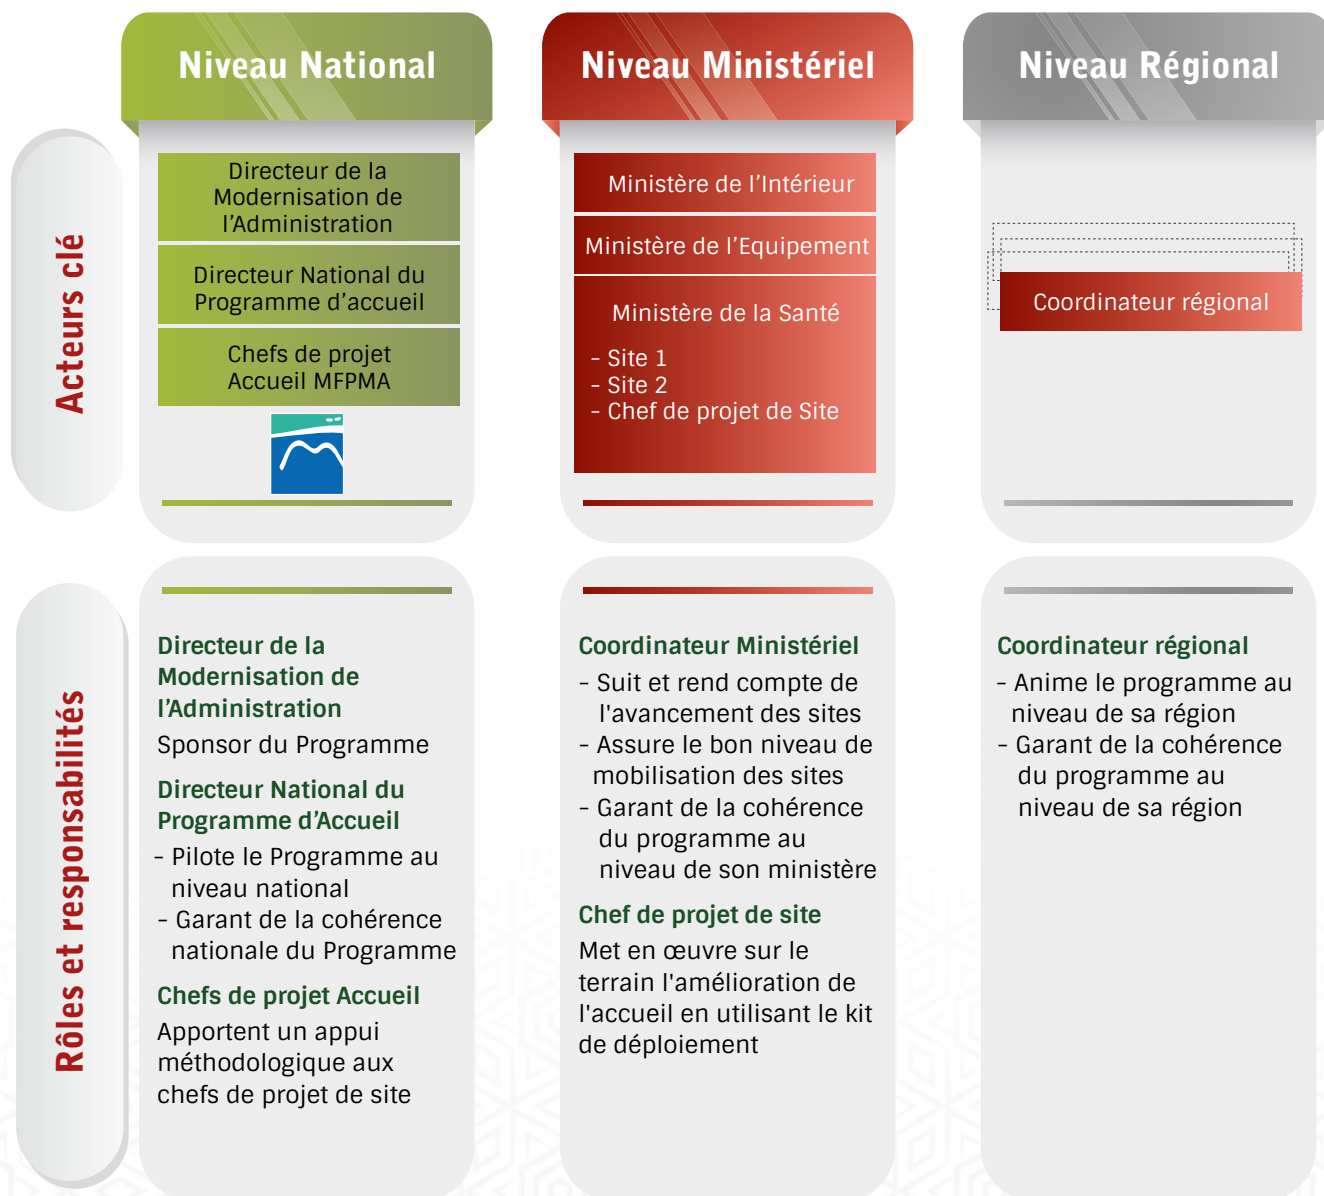 Niveau National
Niveau Ministériel
Niveau Régional
Acteurs clé
Directeur de la
Modernisation de
l’Administration
Directeur National du
Programme d’accueil
Chefs de projet
Accueil MFPMA
Ministère de l’Intérieur
Ministère de l’Equipement
Ministère de la Santé
- Site 1
- Site 2
- Chef de projet de Site
Coordinateur régional
Rôles et responsabilités
Directeur de la
Modernisation de
l’Administration
Sponsor du Programme
Directeur National du
Programme d’Accueil
- Pilote le Programme au
niveau national
- Garant de la cohérence
nationale du Programme
Chefs de projet Accueil
Apportent un appui
méthodologique aux
chefs de projet de site
Coordinateur Ministériel
- Suit et rend compte de
l'avancement des sites
- Assure le bon niveau de
mobilisation des sites
- Garant de la cohérence
du programme au
niveau de son ministère
Chef de projet de site
Met en œuvre sur le
terrain l'amélioration de
l'accueil en utilisant le kit
de déploiement
Coordinateur régional
- Anime le programme au
niveau de sa région
- Garant de la cohérence
du programme au
niveau de sa région